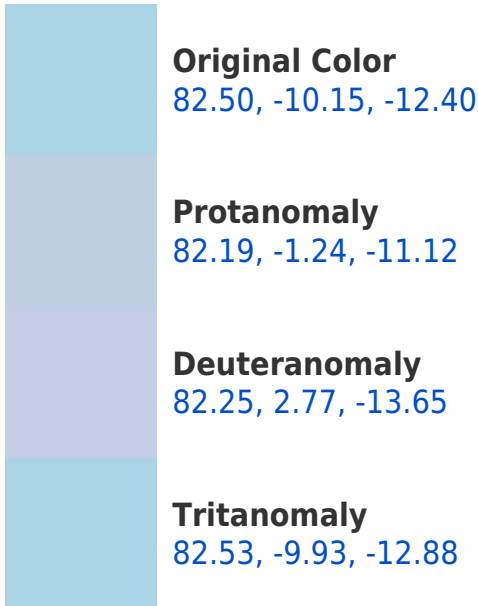 Original Color
82.50, -10.15, -12.40
Protanomaly
82.19, -1.24, -11.12
Deuteranomaly
82.25, 2.77, -13.65
Tritanomaly
82.53, -9.93, -12.88